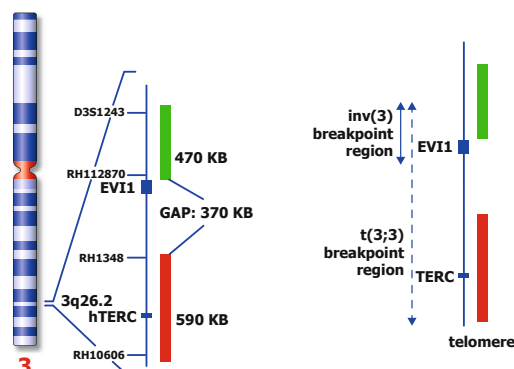 D3S1243
470 KB
RH112870
EVI1
GAP: 370 KB
RH1348
3q26.2
hTERC
590 KB
RH10606
3
inv(3)
breakpoint
region
EVI1
t(3;3)
breakpoint
region
TERC
telomere